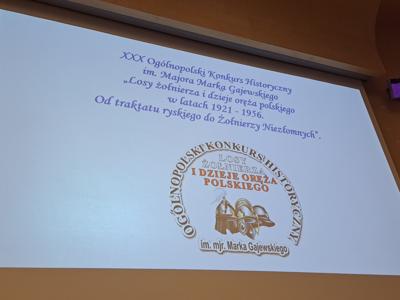 XXX Ogólnopolski Konkurs Historyczny
im. Majora Marka Gajewskiego
„Losy żołnierza i dzieje oręża polskiego
w latach 1921 - 1956.
Od traktatu ryskiego do Żołnierzy Niezłomnych”.
OGÓLNOPOLSKI KONKURS HISTORYCZNY
LOSY
ŻOŁNIERZA
I DZIEJE ORĘŻA
POLSKIEGO
im. mjr. Marka Gajewskiego